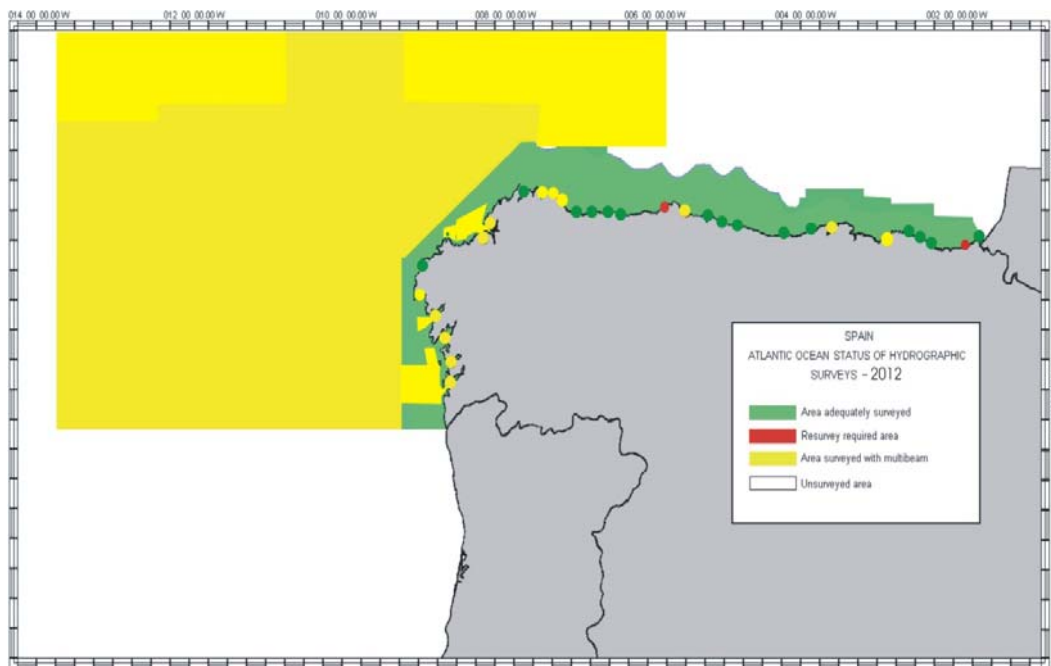 014 00 00.00.W 012 00 00.00.W 010 00 00.00.W 008 00 00.00.W 006 00 00.00.W 004 00 00.00.W 002 00 00.00.W
SPAIN
ATLANTIC OCEAN STATUS OF HYDROGRAPHIC
SURVEYS - 2012
Area adequately surveyed
Resurvey required area
Area surveyed with multibeam
Unsurveyed area